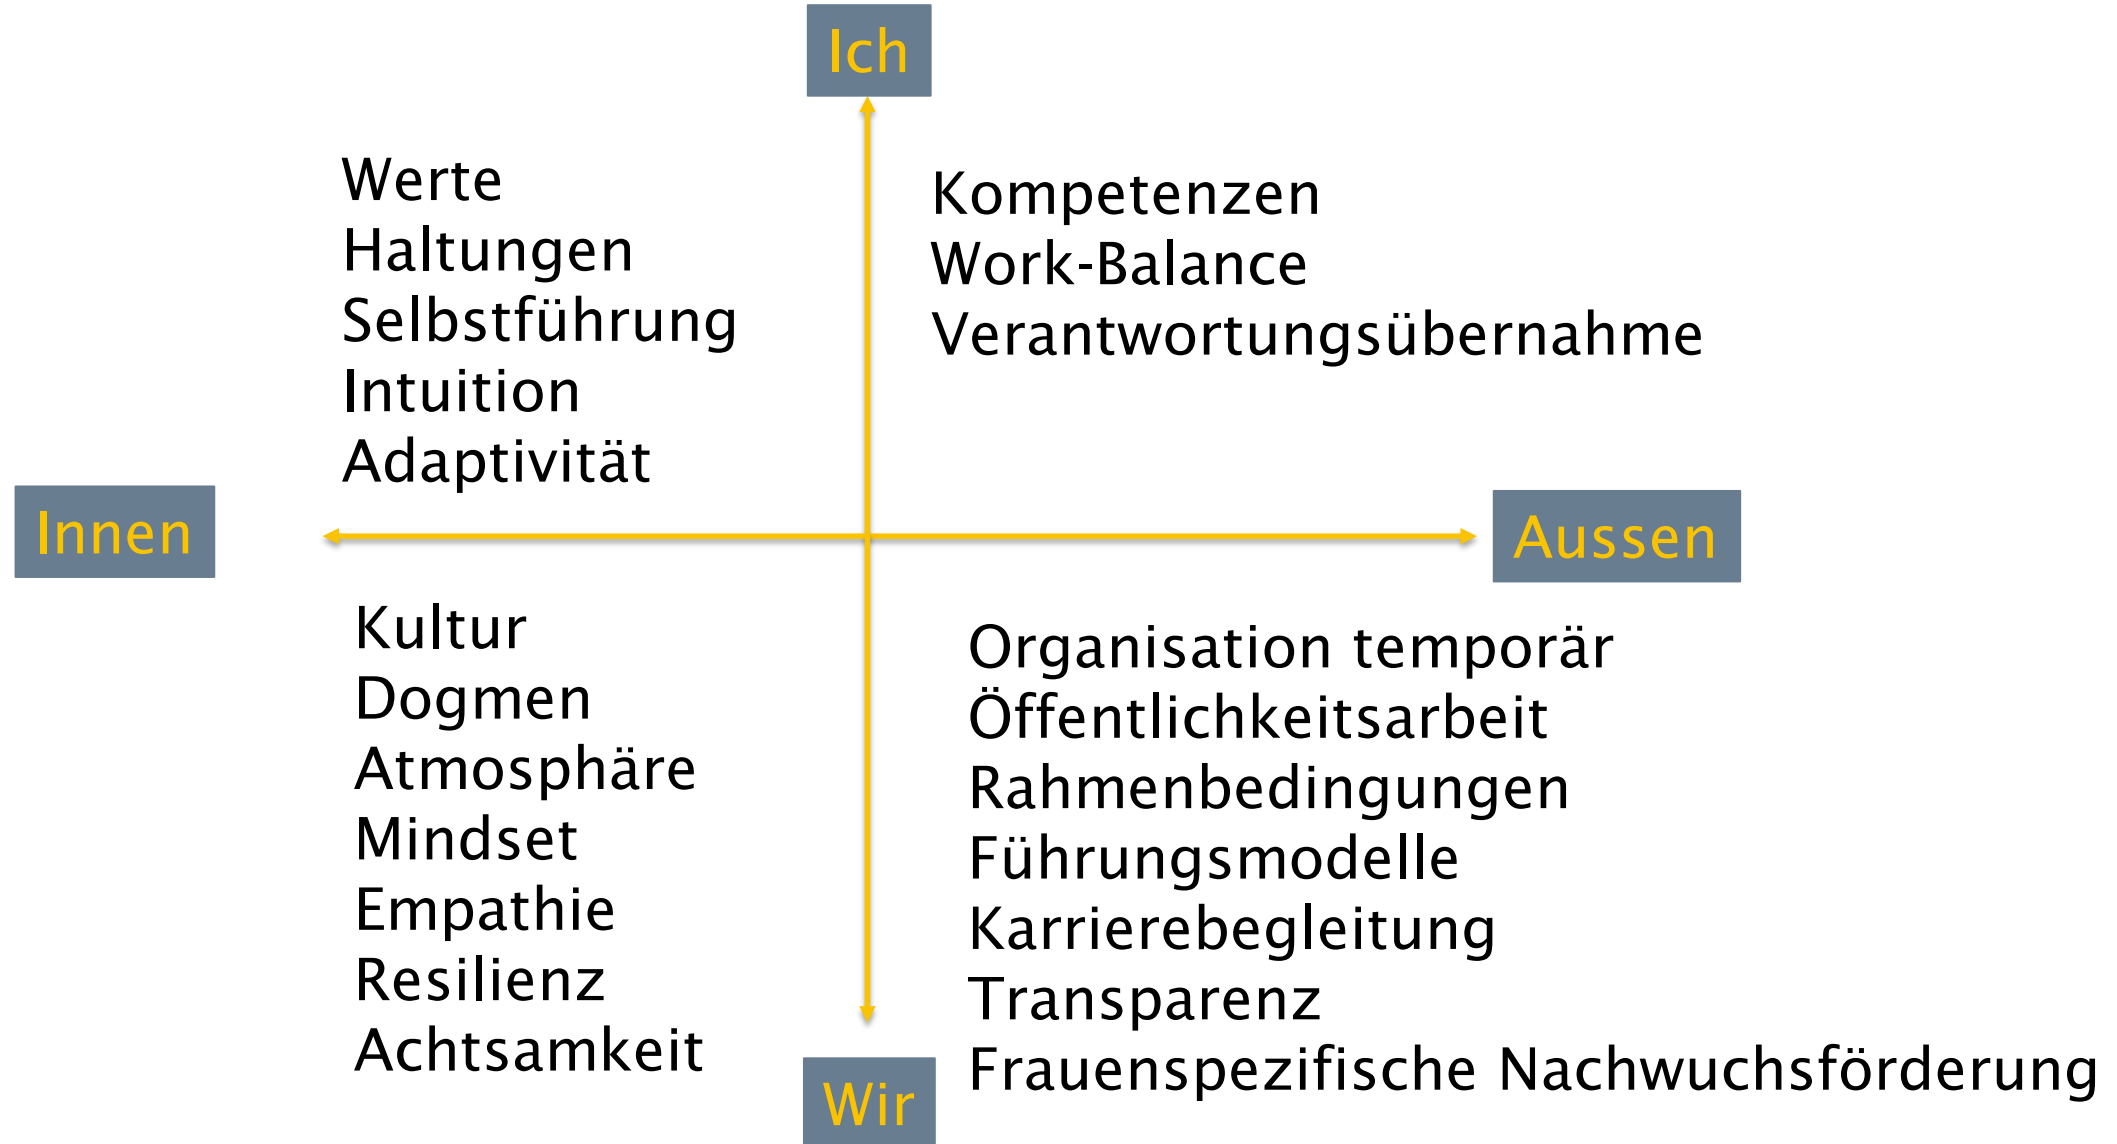 Ich
Werte
Haltungen
Selbstführung
Intuition
Adaptivität
Kompetenzen
Work-Balance
Verantwortungsübernahme
Innen
Aussen
Kultur
Dogmen
Atmosphäre
Mindset
Empathie
Resilienz
Achtsamkeit
Organisation temporär
Öffentlichkeitsarbeit
Rahmenbedingungen
Führungsmodelle
Karrierebegleitung
Transparenz
Frauenspezifische Nachwuchsförderung
Wir